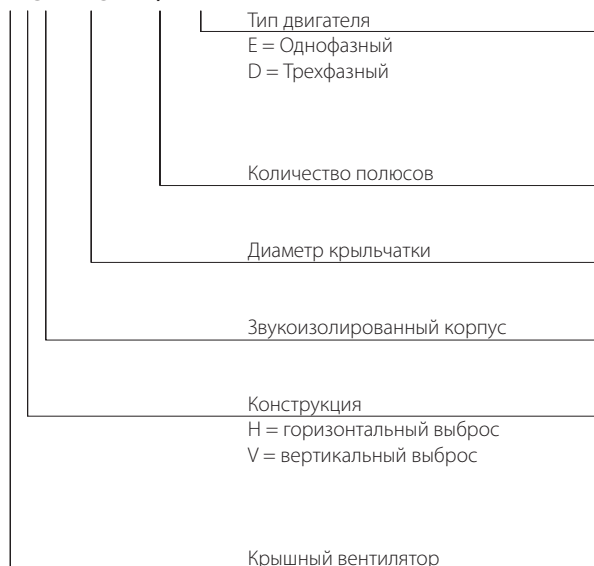 Тип двигателя
E = Однофазный
D = Трехфазный
Количество полюсов
Диаметр крыльчатки
Звукоизолированный корпус
Конструкция
H = горизонтальный выброс
V = вертикальный выброс
Крышный вентилятор